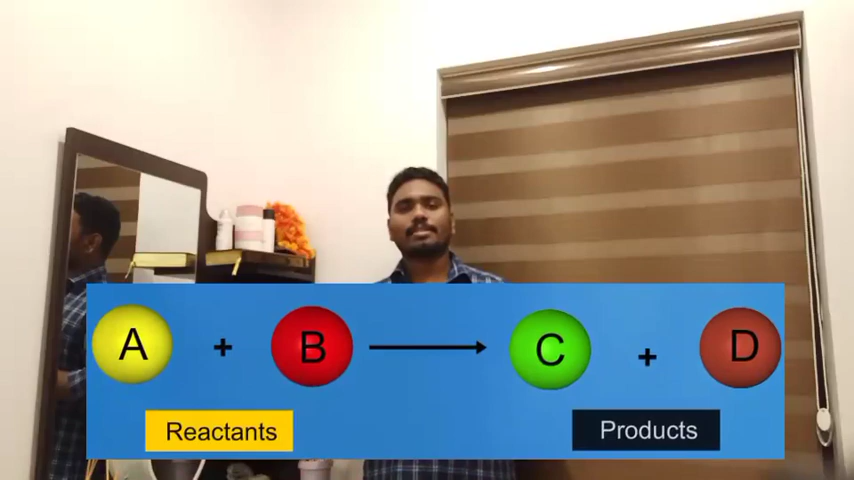 A + B → C + D
Reactants Products